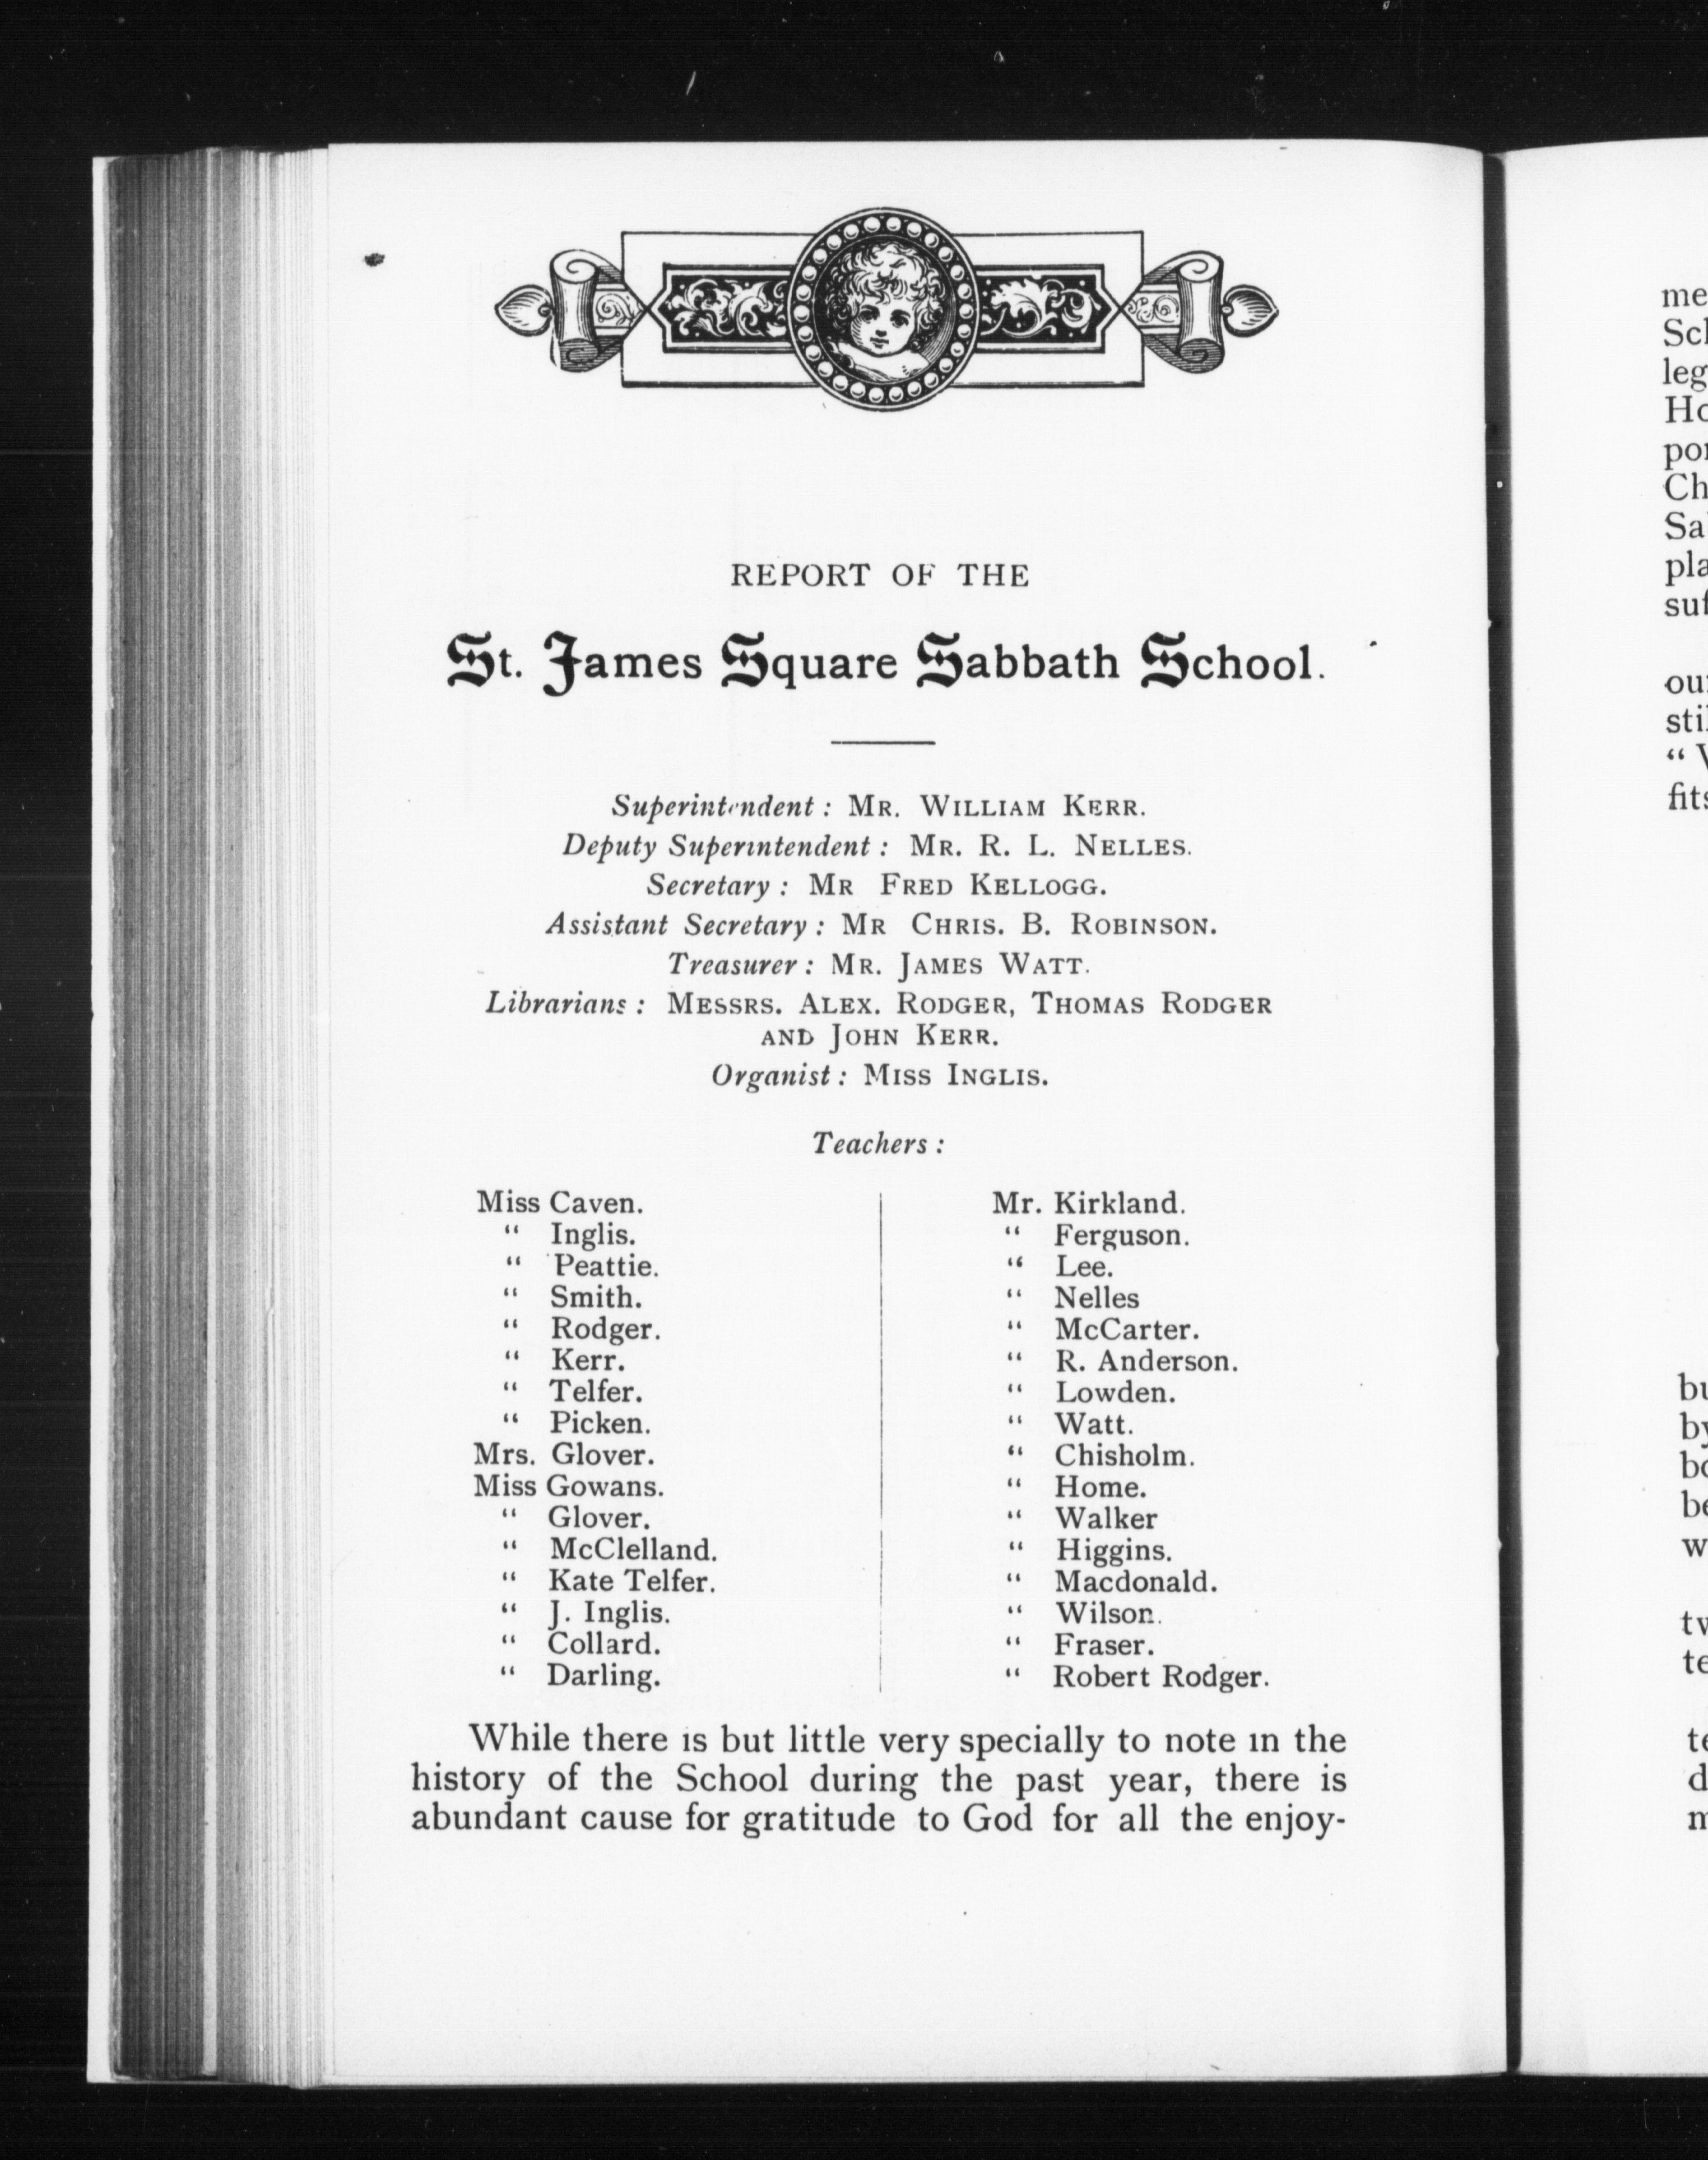 REPORT OF THE
St. James Square Sabbath School.
Superintendent : MR. WILLIAM KERR.
Deputy Superintendent : MR. R. L. NELLES.
Secretary : MR FRED KELLOGG.
Assistant Secretary : MR CHRIS. B. ROBINSON.
Treasurer : MR. JAMES WATT.
Librarians : MESSRS. ALEX. RODGER, THOMAS RODGER
AND JOHN KERR.
Organist : MISS INGLIS.
Teachers :
Miss Caven.
“ Inglis.
“ Peattie.
“ Smith.
“ Rodger.
“ Kerr.
“ Telfer.
“ Picken.
Mrs. Glover.
Miss Gowans.
“ Glover.
“ McClelland.
“ Kate Telfer.
“ J. Inglis.
“ Collard.
“ Darling.
Mr. Kirkland.
“ Ferguson.
“ Lee.
“ Nelles
“ McCarter.
“ R. Anderson.
“ Lowden.
“ Watt.
“ Chisholm.
“ Home.
“ Walker
“ Higgins.
“ Macdonald.
“ Wilson.
“ Fraser.
“ Robert Rodger.
While there is but little very specially to note in the
history of the School during the past year, there is
abundant cause for gratitude to God for all the enjoy-